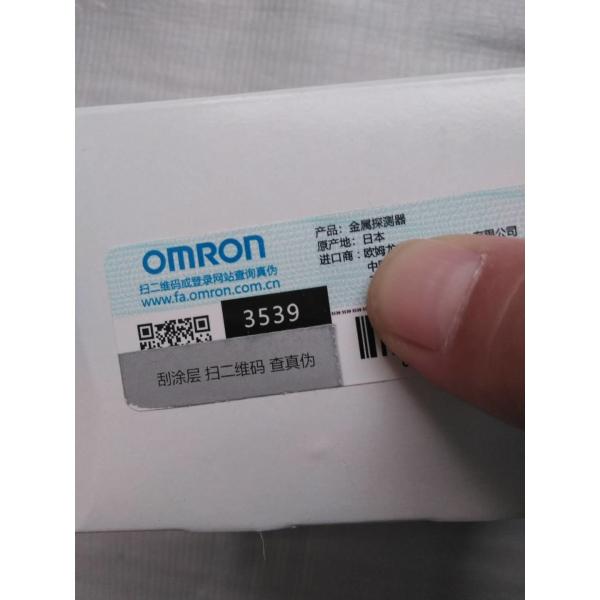 OMRON
扫二维码或登录网站查询真伪
www.fa.omron.com.cn
产品：金属探测器
原产地：日本
进口商：欧姆龙
有限公司
3539
刮涂层 扫二维码 查真伪